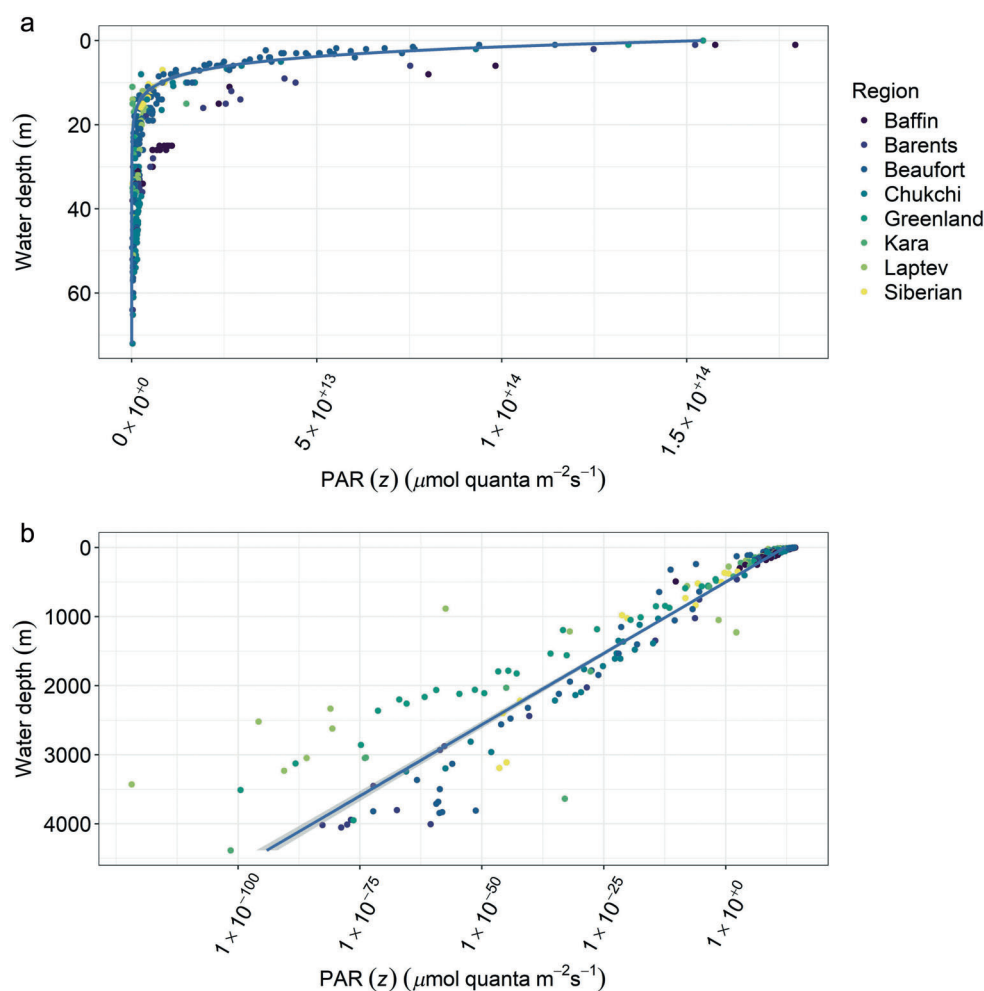 a
0
20
40
60
Water depth (m)
0 × 10⁺⁰
5 × 10⁺¹³
1 × 10⁺¹⁴
1.5 × 10⁺¹⁴
PAR (z) (μmol quanta m⁻²s⁻¹)
Region
Baffin
Barents
Beaufort
Chukchi
Greenland
Kara
Laptev
Siberian
b
0
1000
2000
3000
4000
Water depth (m)
1 × 10⁻¹⁰⁰
1 × 10⁻⁷⁵
1 × 10⁻⁵⁰
1 × 10⁻²⁵
1 × 10⁺⁰
PAR (z) (μmol quanta m⁻²s⁻¹)